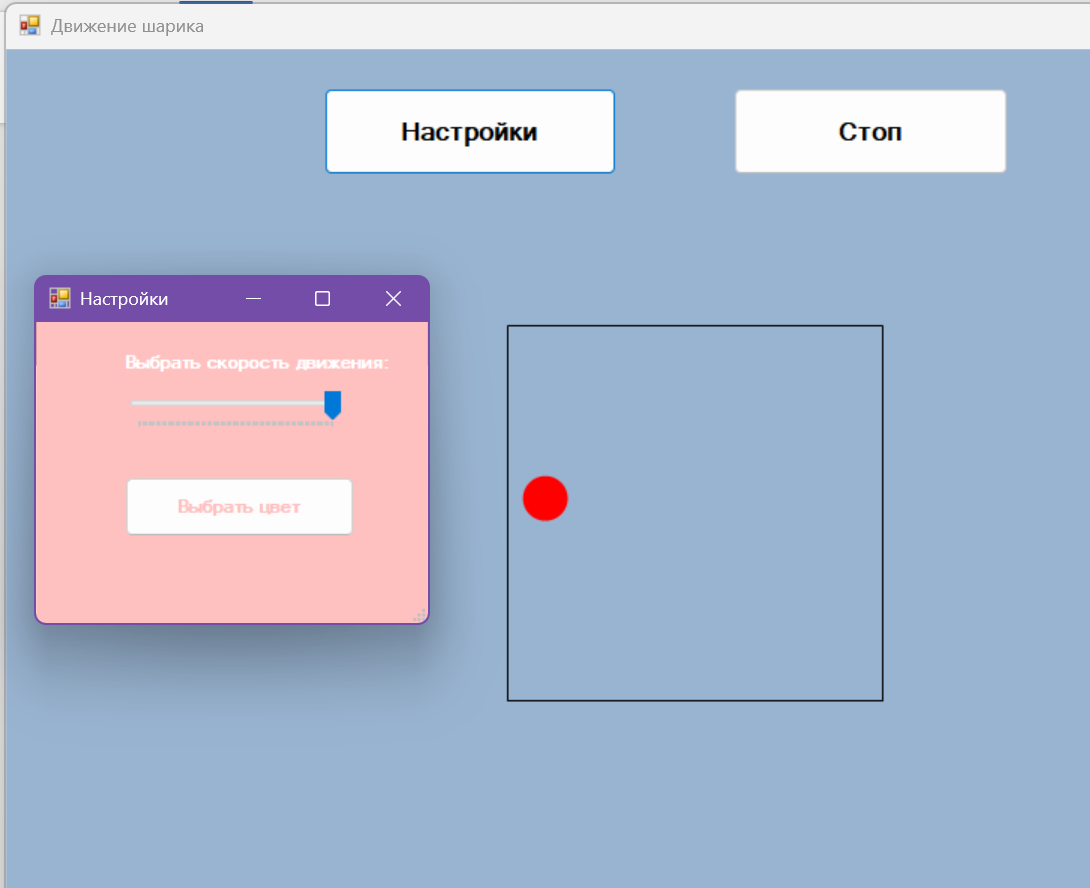 Движение шарика
Настройки
Стоп
Настройки
Выбрать скорость движения:
Выбрать цвет